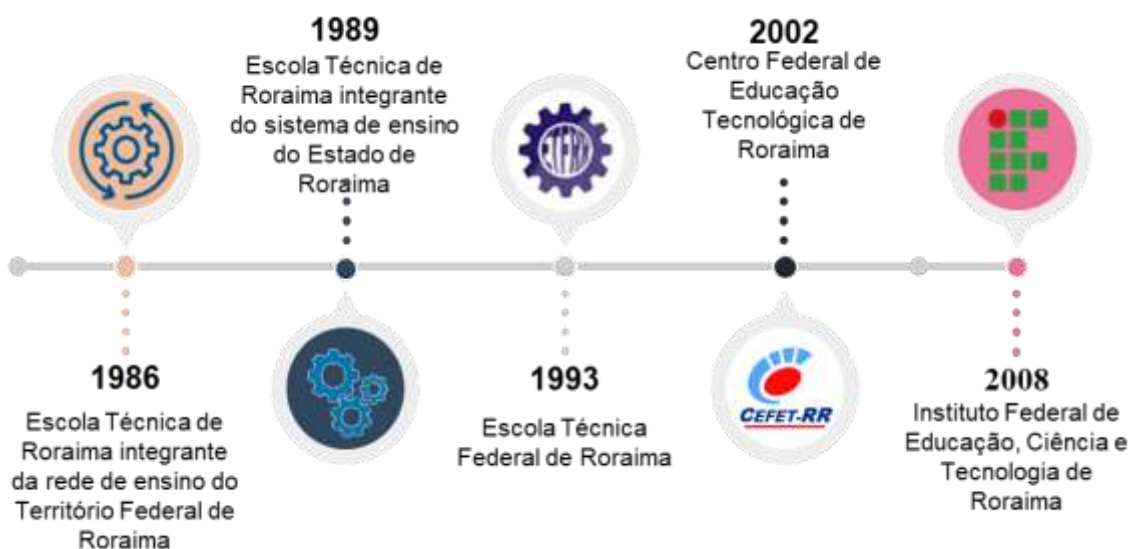 1986
Escola Técnica de
Roraima integrante
da rede de ensino do
Território Federal de
Roraima
1989
Escola Técnica de
Roraima integrante
do sistema de ensino
do Estado de
Roraima
ETFRR
1993
Escola Técnica
Federal de Roraima
2002
Centro Federal de
Educação
Tecnológica de
Roraima
CEFET-RR
2008
Instituto Federal de
Educação, Ciência e
Tecnologia de
Roraima